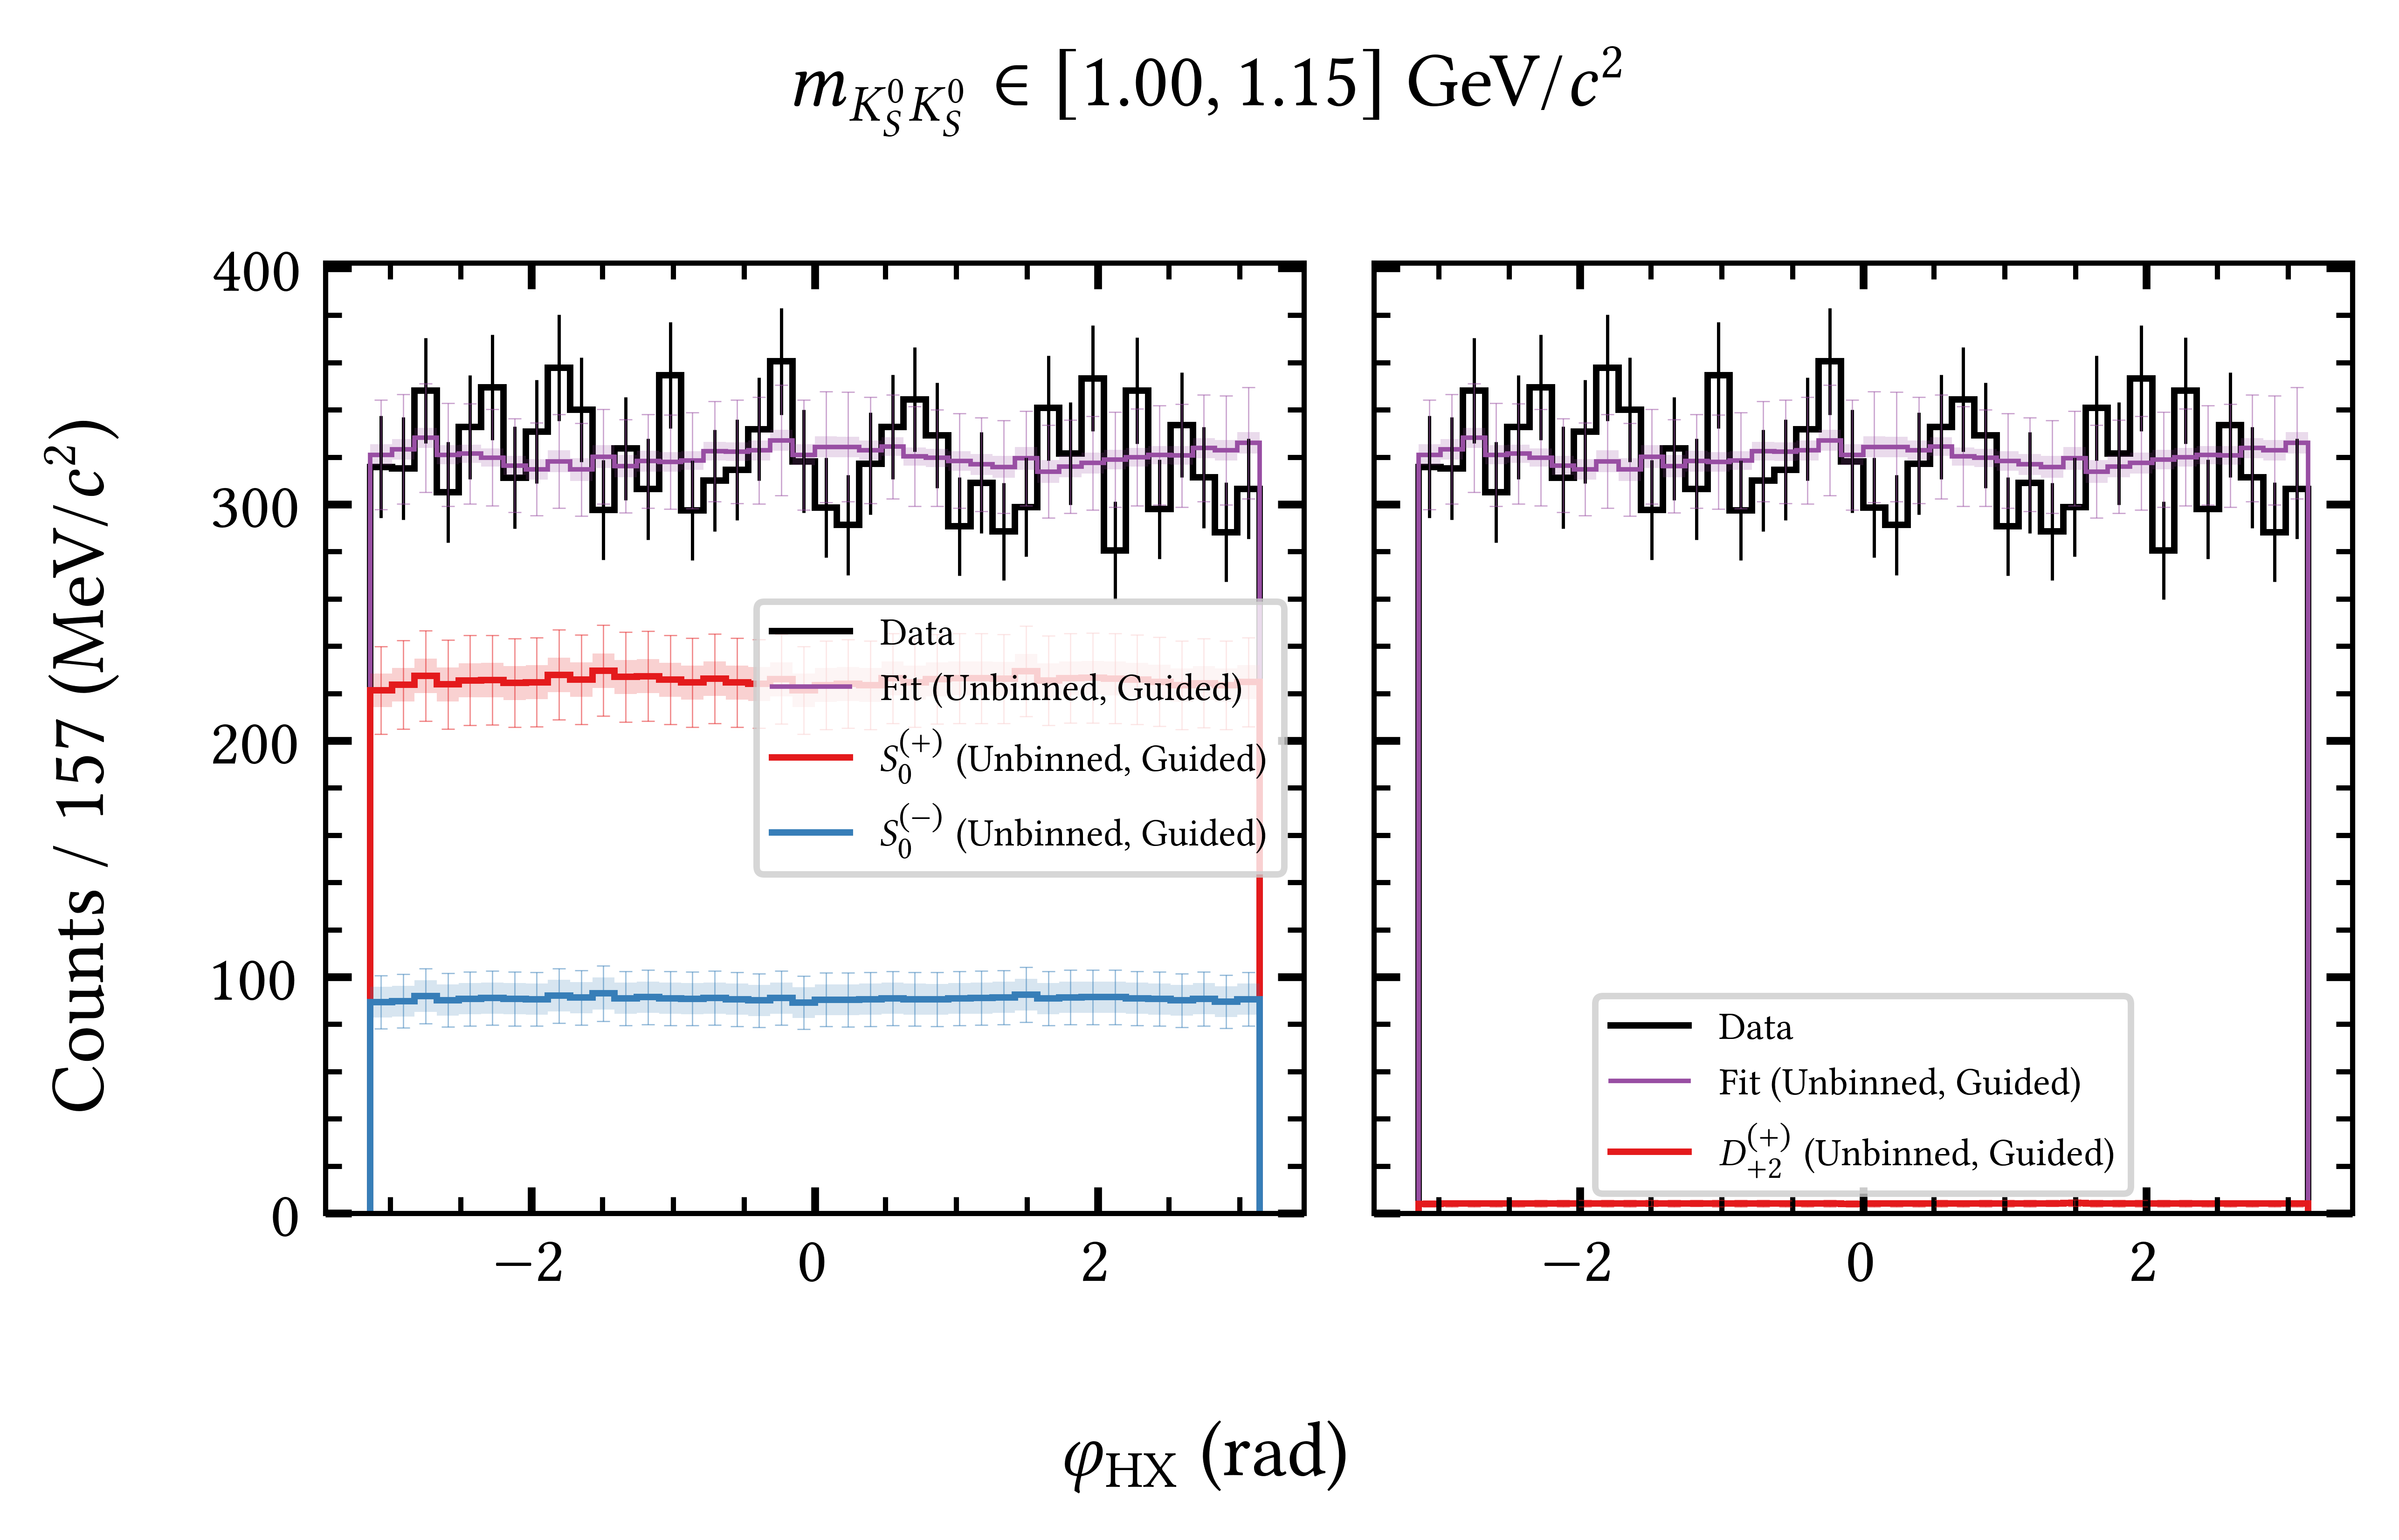 m_{K_S^0 K_S^0} ∈ [1.00, 1.15] GeV/c²
Counts / 157 (MeV/c²)
400
300
200
100
0
Data
Fit (Unbinned, Guided)
S_0^{(+)} (Unbinned, Guided)
S_0^{(−)} (Unbinned, Guided)
Data
Fit (Unbinned, Guided)
D_{+2}^{(+)} (Unbinned, Guided)
−2 0 2
−2 0 2
φ_{HX} (rad)